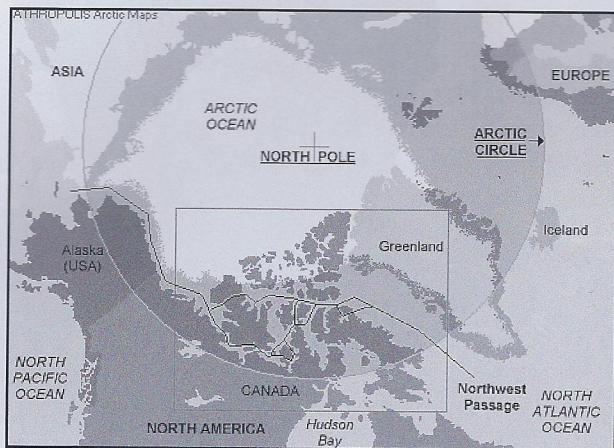 ATHROPOLIS Arctic Maps
ASIA
EUROPE
ARCTIC
OCEAN
ARCTIC
CIRCLE
NORTH POLE
Iceland
Greenland
Alaska
(USA)
NORTH
PACIFIC
OCEAN
CANADA
Northwest
Passage
NORTH
ATLANTIC
OCEAN
NORTH AMERICA
Hudson
Bay